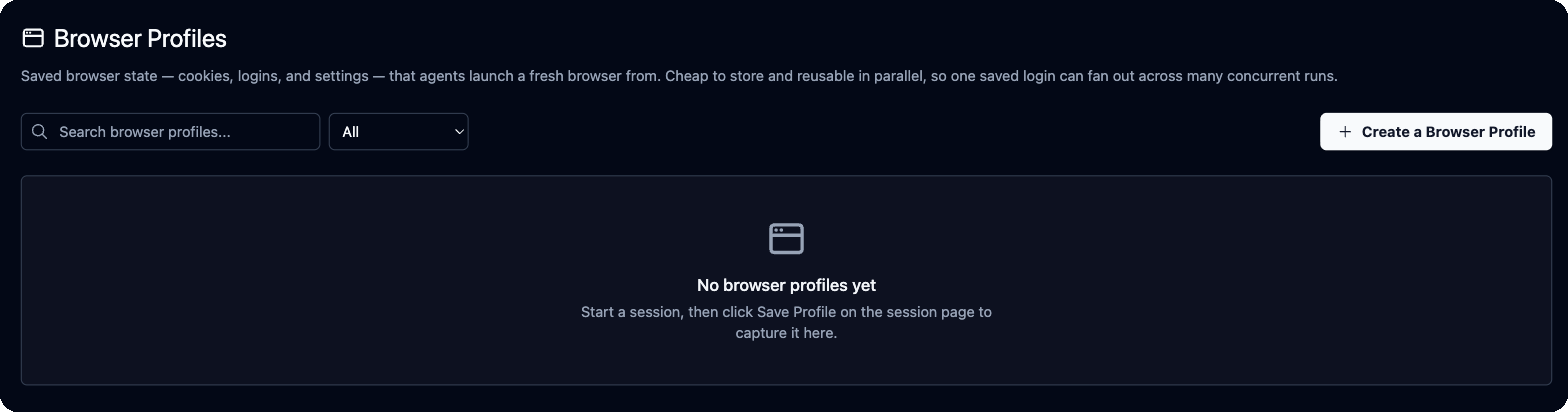 Browser Profiles
Saved browser state — cookies, logins, and settings — that agents launch a fresh browser from. Cheap to store and reusable in parallel, so one saved login can fan out across many concurrent runs.
Search browser profiles...
All
Create a Browser Profile
No browser profiles yet
Start a session, then click Save Profile on the session page to
capture it here.